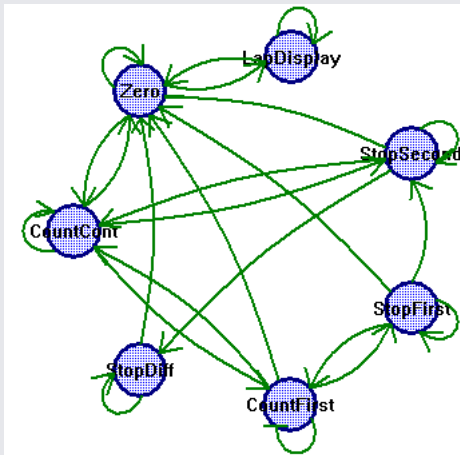 LapDisplay
Zero
StopSecond
CountCont
StopFirst
StopDiff
CountFirst